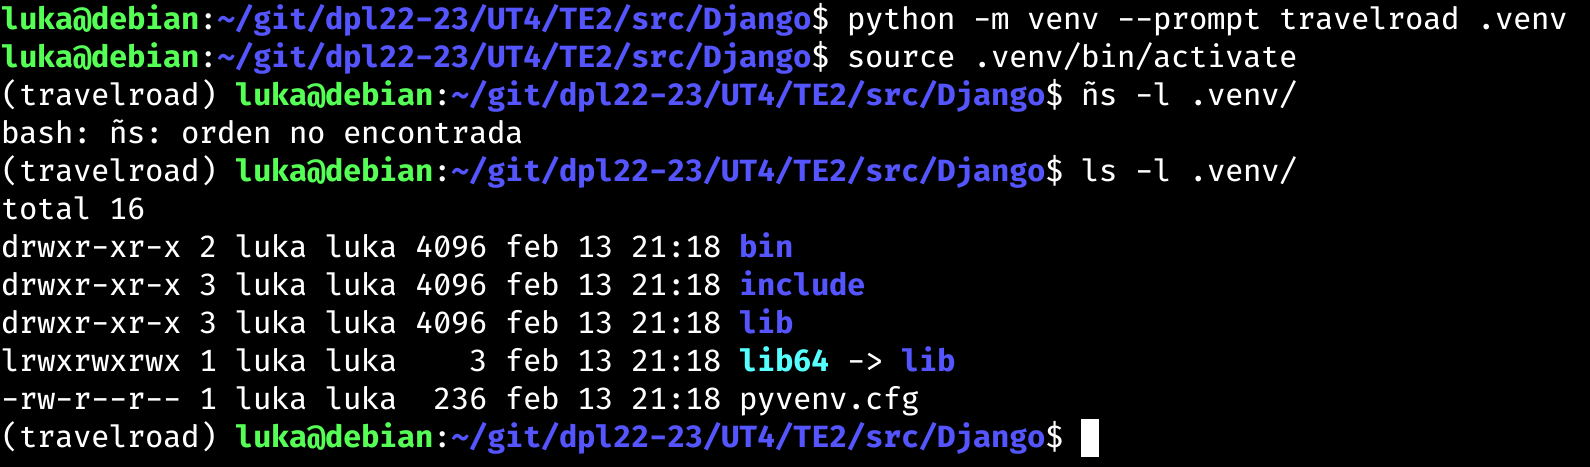 luka@debian:~/git/dpl22-23/UT4/TE2/src/Django$ python -m venv --prompt travelroad .venv
luka@debian:~/git/dpl22-23/UT4/TE2/src/Django$ source .venv/bin/activate
(travelroad) luka@debian:~/git/dpl22-23/UT4/TE2/src/Django$ ñs -l .venv/
bash: ñs: orden no encontrada
(travelroad) luka@debian:~/git/dpl22-23/UT4/TE2/src/Django$ ls -l .venv/
total 16
drwxr-xr-x 2 luka luka 4096 feb 13 21:18 bin
drwxr-xr-x 3 luka luka 4096 feb 13 21:18 include
drwxr-xr-x 3 luka luka 4096 feb 13 21:18 lib
lrwxrwxrwx 1 luka luka    3 feb 13 21:18 lib64 -> lib
-rw-r--r-- 1 luka luka  236 feb 13 21:18 pyvenv.cfg
(travelroad) luka@debian:~/git/dpl22-23/UT4/TE2/src/Django$